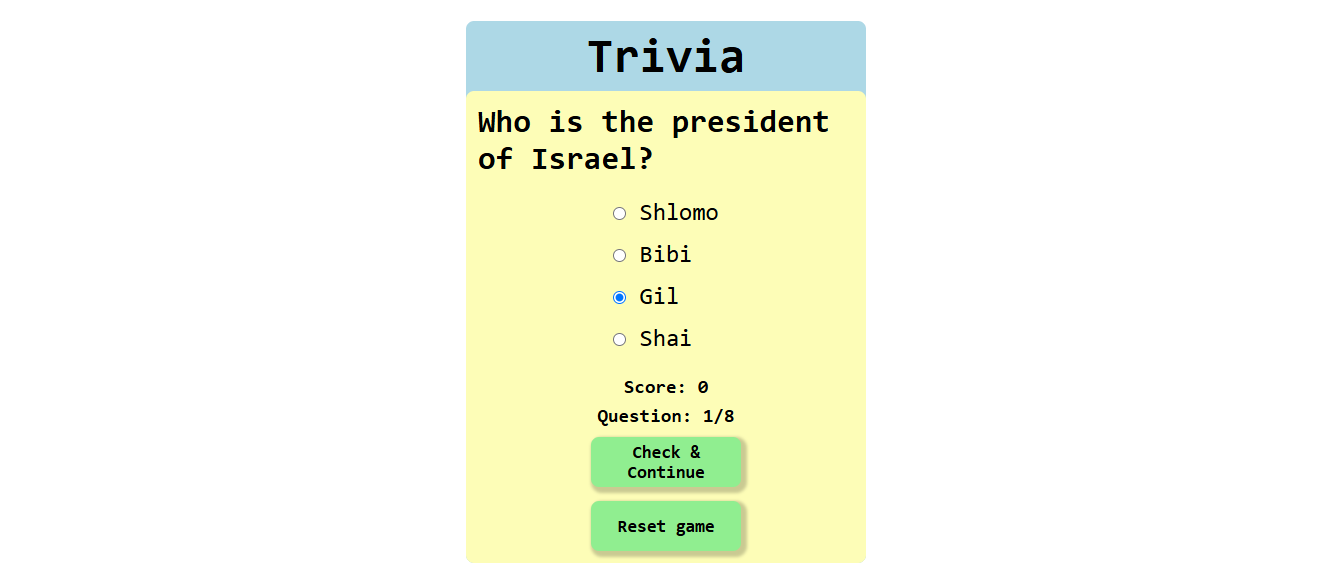 Trivia
Who is the president
of Israel?
Shlomo
Bibi
Gil
Shai
Score: 0
Question: 1/8
Check &
Continue
Reset game